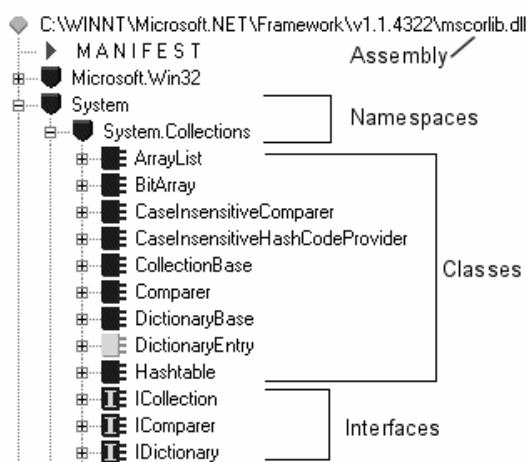 C:\WINNT\Microsoft.NET\Framework\v1.1.4322\mscorlib.dll
MANIFEST
Assembly
Microsoft.Win32
System
Namespaces
System.Collections
ArrayList
BitArray
CaseInsensitiveComparer
CaseInsensitiveHashCodeProvider
CollectionBase
Classes
Comparer
DictionaryBase
DictionaryEntry
Hashtable
ICollection
IComparer
Interfaces
IDictionary